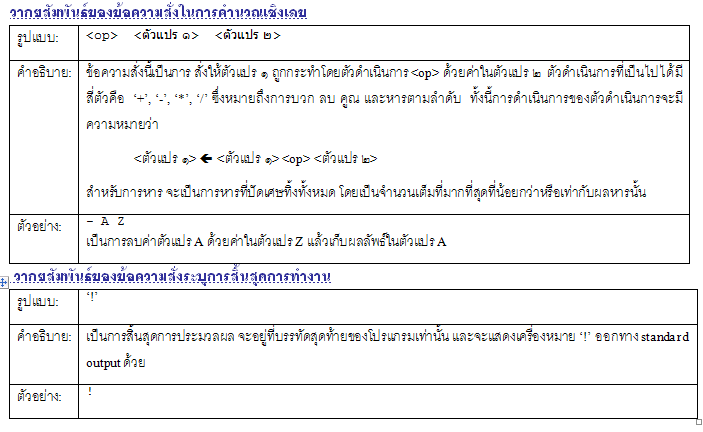 วากยสัมพันธ์ของข้อความสั่งในการคำนวณเชิงเลข
รูปแบบ: <op> <ตัวแปร ๑> <ตัวแปร ๒>
คำอธิบาย: ข้อความสั่งนี้เป็นการ สั่งให้ตัวแปร ๑ ถูกกระทำโดยตัวดำเนินการ <op> ด้วยค่าในตัวแปร ๒ ตัวดำเนินการที่เป็นไปได้มี
สี่ตัวคือ ‘+’, ‘-’, ‘*’, ‘/’ ซึ่งหมายถึงการบวก ลบ คูณ และหารตามลำดับ ทั้งนี้การดำเนินการของตัวดำเนินการจะมี
ความหมายว่า
<ตัวแปร ๑> 🡸 <ตัวแปร ๑> <op> <ตัวแปร ๒>
สำหรับการหาร จะเป็นการหารที่ปัดเศษทิ้งทั้งหมด โดยเป็นจำนวนเต็มที่มากที่สุดที่น้อยกว่าหรือเท่ากับผลหารนั้น
ตัวอย่าง: - A Z
เป็นการลบค่าตัวแปร A ด้วยค่าในตัวแปร Z แล้วเก็บผลลัพธ์ในตัวแปร A
วากยสัมพันธ์ของข้อความสั่งระบุการสิ้นสุดการทำงาน
รูปแบบ: ‘!’
คำอธิบาย: เป็นการสิ้นสุดการประมวลผล จะอยู่ที่บรรทัดสุดท้ายของโปรแกรมเท่านั้น และจะแสดงเครื่องหมาย ‘!’ ออกทาง standard
output ด้วย
ตัวอย่าง: !